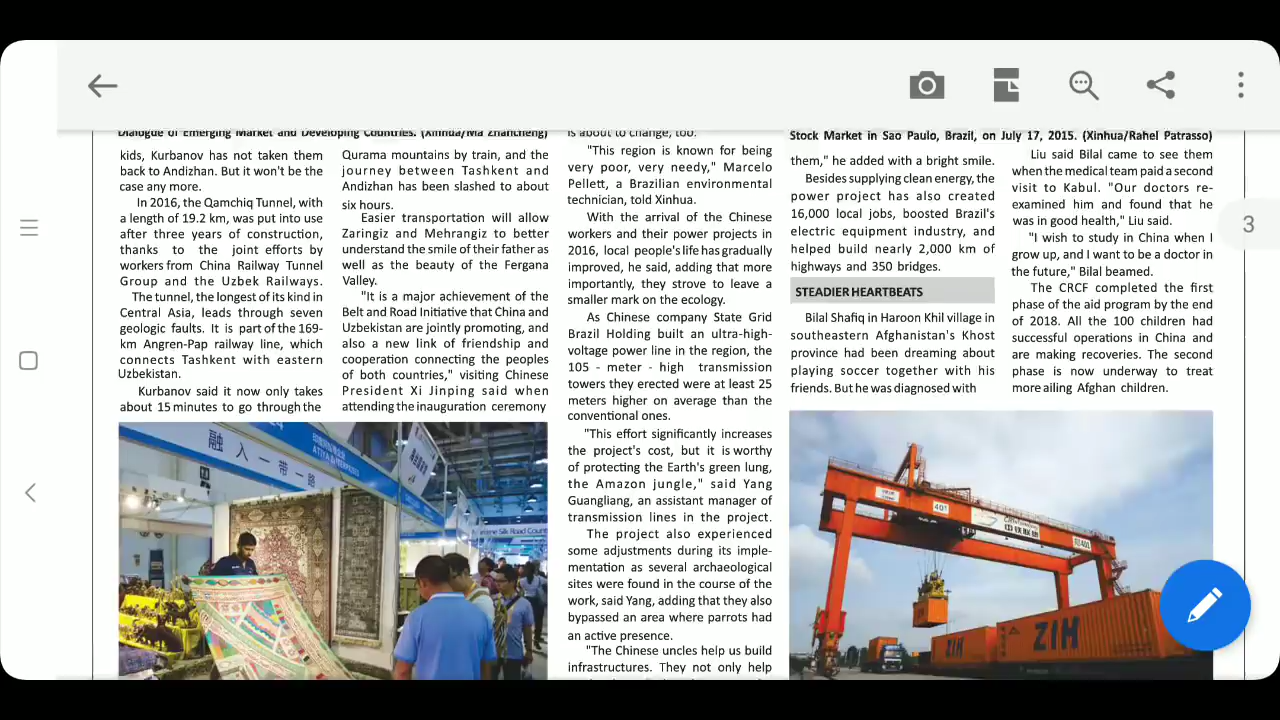 Dialogue of Emerging Market and Developing Countries. (Xinhua/Ma Zhancheng)
kids, Kurbanov has not taken them
back to Andizhan. But it won't be the
case any more.
In 2016, the Qamchiq Tunnel, with
a length of 19.2 km, was put into use
after three years of construction,
thanks to the joint efforts by
workers from China Railway Tunnel
Group and the Uzbek Railways.
The tunnel, the longest of its kind in
Central Asia, leads through seven
geologic faults. It is part of the 169-
km Angren-Pap railway line, which
connects Tashkent with eastern
Uzbekistan.
Kurbanov said it now only takes
about 15 minutes to go through the
Qurama mountains by train, and the
journey between Tashkent and
Andizhan has been slashed to about
six hours.
Easier transportation will allow
Zaringiz and Mehrangiz to better
understand the smile of their father as
well as the beauty of the Fergana
Valley.
"It is a major achievement of the
Belt and Road Initiative that China and
Uzbekistan are jointly promoting, and
also a new link of friendship and
cooperation connecting the peoples
of both countries," visiting Chinese
President Xi Jinping said when
attending the inauguration ceremony
融入一带一路
is about to change, too.
"This region is known for being
very poor, very needy," Marcelo
Pellett, a Brazilian environmental
technician, told Xinhua.
With the arrival of the Chinese
workers and their power projects in
2016, local people's life has gradually
improved, he said, adding that more
importantly, they strove to leave a
smaller mark on the ecology.
As Chinese company State Grid
Brazil Holding built an ultra-high-
voltage power line in the region, the
105 - meter - high transmission
towers they erected were at least 25
meters higher on average than the
conventional ones.
"This effort significantly increases
the project's cost, but it is worthy
of protecting the Earth's green lung,
the Amazon jungle," said Yang
Guangliang, an assistant manager of
transmission lines in the project.
The project also experienced
some adjustments during its imple-
mentation as several archaeological
sites were found in the course of the
work, said Yang, adding that they also
bypassed an area where parrots had
an active presence.
"The Chinese uncles help us build
infrastructures. They not only help
Stock Market in Sao Paulo, Brazil, on July 17, 2015. (Xinhua/Rahel Patrasso)
them," he added with a bright smile.
Besides supplying clean energy, the
power project has also created
16,000 local jobs, boosted Brazil's
electric equipment industry, and
helped build nearly 2,000 km of
highways and 350 bridges.
STEADIER HEARTBEATS
Bilal Shafiq in Haroon Khil village in
southeastern Afghanistan's Khost
province had been dreaming about
playing soccer together with his
friends. But he was diagnosed with
Liu said Bilal came to see them
when the medical team paid a second
visit to Kabul. "Our doctors re-
examined him and found that he
was in good health," Liu said.
"I wish to study in China when I
grow up, and I want to be a doctor in
the future," Bilal beamed.
The CRCF completed the first
phase of the aid program by the end
of 2018. All the 100 children had
successful operations in China and
are making recoveries. The second
phase is now underway to treat
more ailing Afghan children.
401
ZIH
3